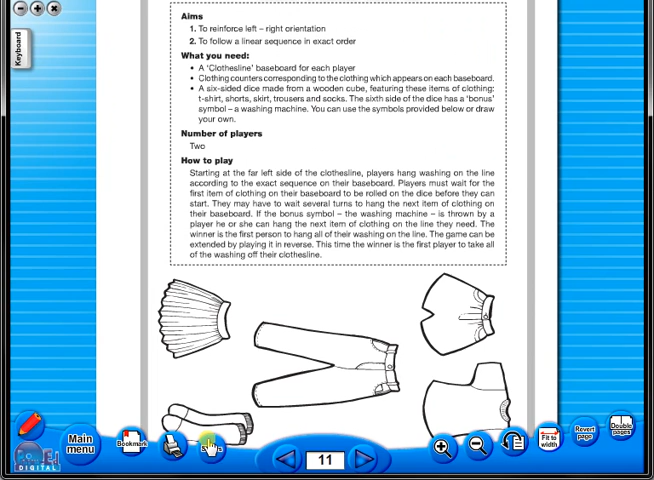 Keyboard
Aims
1. To reinforce left – right orientation
2. To follow a linear sequence in exact order
What you need:
• A 'Clothesline' baseboard for each player
• Clothing counters corresponding to the clothing which appears on each baseboard.
• A six-sided dice made from a wooden cube, featuring these items of clothing:
t-shirt, shorts, skirt, trousers and socks. The sixth side of the dice has a 'bonus'
symbol – a washing machine. You can use the symbols provided below or draw
your own.
Number of players
Two
How to play
Starting at the far left side of the clothesline, players hang washing on the line
according to the exact sequence on their baseboard. Players must wait for the
first item of clothing on their baseboard to be rolled on the dice before they can
start. They may have to wait several turns to hang the next item of clothing on
their baseboard. If the bonus symbol – the washing machine – is thrown by a
player he or she can hang the next item of clothing on the line they need. The
winner is the first person to hang all of their washing on the line. The game can be
extended by playing it in reverse. This time the winner is the first player to take all
of the washing off their clothesline.
Main
menu
Bookmark
11
Fit to
width
Revert
page
Double
pages
DIGITAL